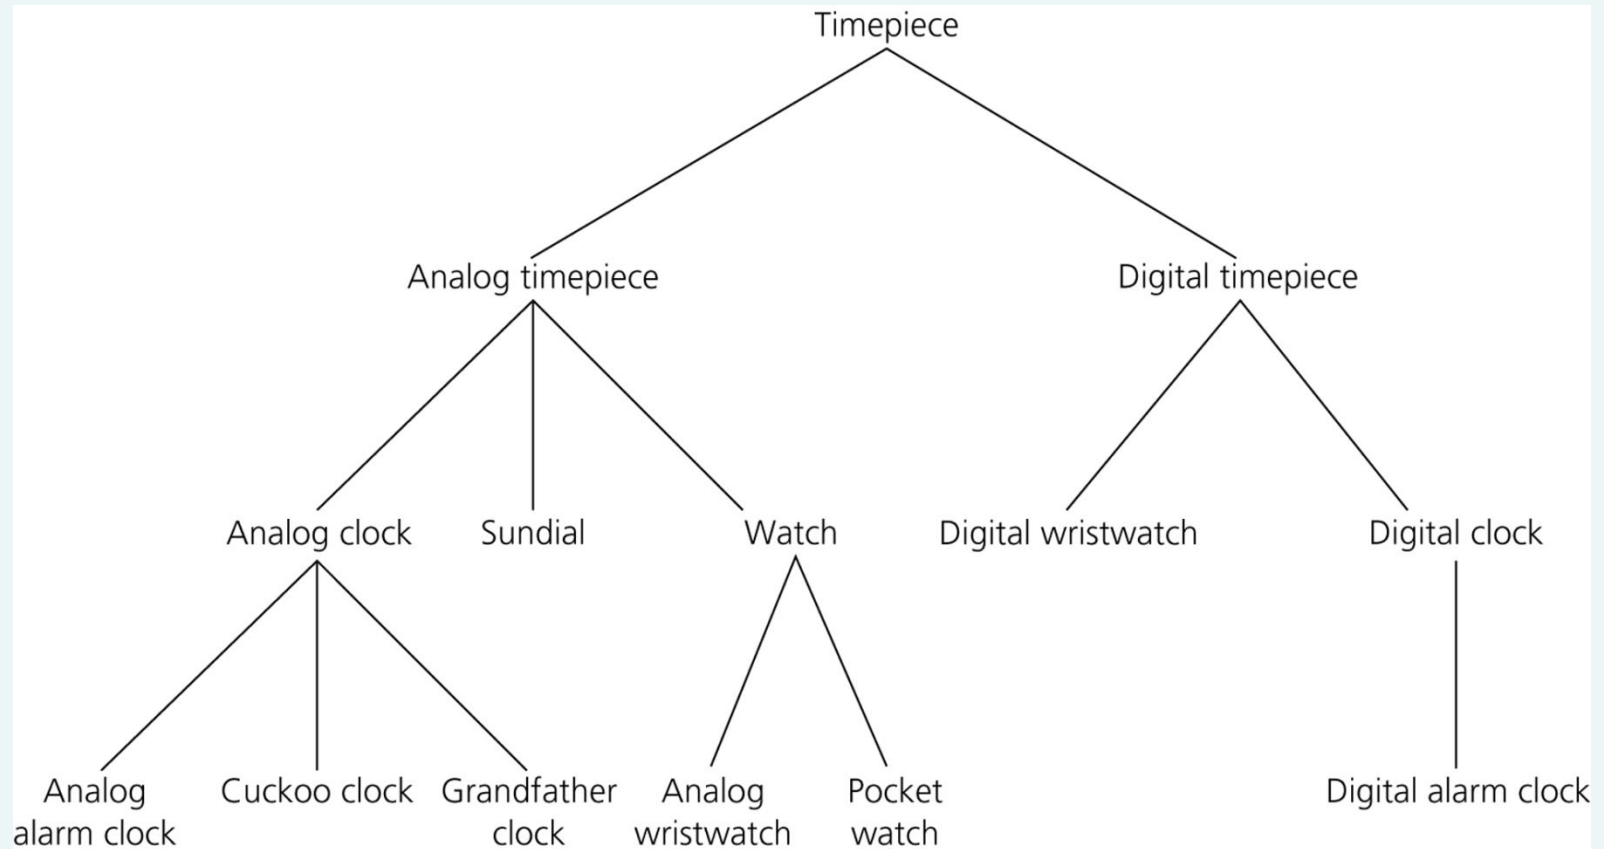 Timepiece
Analog timepiece
Digital timepiece
Analog clock
Sundial
Watch
Digital wristwatch
Digital clock
Analog
alarm clock
Cuckoo clock
Grandfather
clock
Analog
wristwatch
Pocket
watch
Digital alarm clock